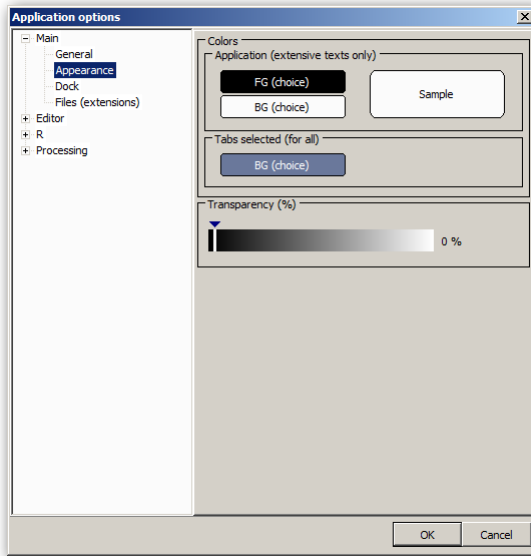 Application options
Main
General
Appearance
Dock
Files (extensions)
Editor
R
Processing
Colors
Application (extensive texts only)
FG (choice)
BG (choice)
Sample
Tabs selected (for all)
BG (choice)
Transparency (%)
0 %
OK
Cancel